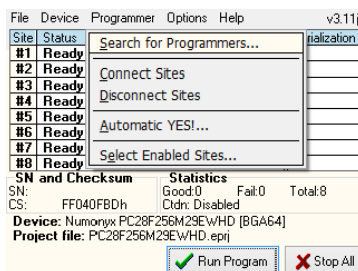 File Device Programmer Options Help v3.11j
Site Status rialization
#1 Ready Search for Programmers...
#2 Ready
#3 Ready Connect Sites
#4 Ready Disconnect Sites
#5 Ready Automatic YES!...
#6 Ready
#7 Ready Select Enabled Sites...
#8 Ready
SN and Checksum Statistics
SN: Good:0 Fail:0 Total:8
CS: FF040FBDh Ctdn: Disabled
Device: Numonyx PC28F256M29EWHD [BGA64]
Project file: PC28F256M29EWHD.eprj
Run Program Stop All